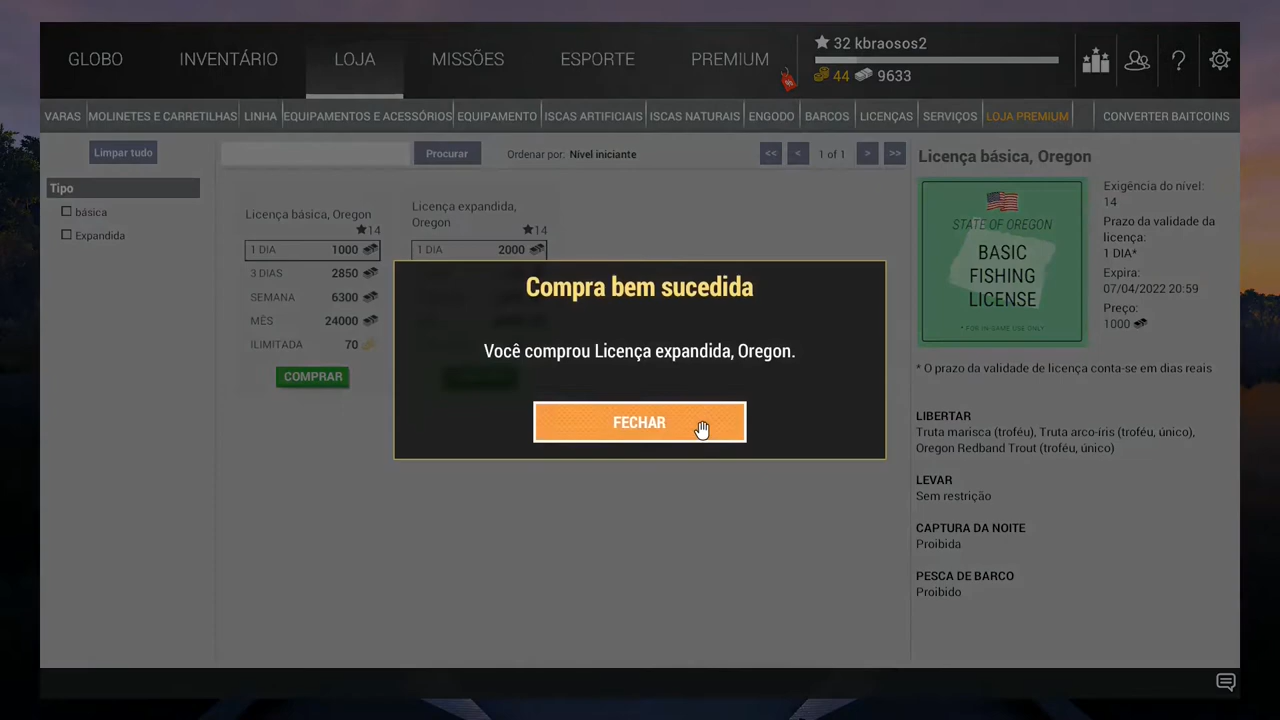 GLOBO INVENTÁRIO LOJA MISSÕES ESPORTE PREMIUM
32 kbraosos2
44 9633
VARAS MOLINETES E CARRETILHAS LINHA EQUIPAMENTOS E ACESSÓRIOS EQUIPAMENTO ISCAS ARTIFICIAIS ISCAS NATURAIS ENGODO BARCOS LICENÇAS SERVIÇOS LOJA PREMIUM CONVERTER BAITCOINS
Limpar tudo
Procurar Ordenar por: Nível iniciante << < 1 of 1 > >>
Tipo
básica
Expandida
Licença básica, Oregon
14
1 DIA 1000
3 DIAS 2850
SEMANA 6300
MÊS 24000
ILIMITADA 70
COMPRAR
Licença expandida,
Oregon
14
1 DIA 2000
Compra bem sucedida
Você comprou Licença expandida, Oregon.
FECHAR
Licença básica, Oregon
STATE OF OREGON
BASIC
FISHING
LICENSE
* FOR IN GAME USE ONLY
Exigência do nível:
14
Prazo da validade da
licença:
1 DIA*
Expira:
07/04/2022 20:59
Preço:
1000
* O prazo da validade de licença conta-se em dias reais
LIBERTAR
Truta marisca (troféu), Truta arco-íris (troféu, único),
Oregon Redband Trout (troféu, único)
LEVAR
Sem restrição
CAPTURA DA NOITE
Proibida
PESCA DE BARCO
Proibido